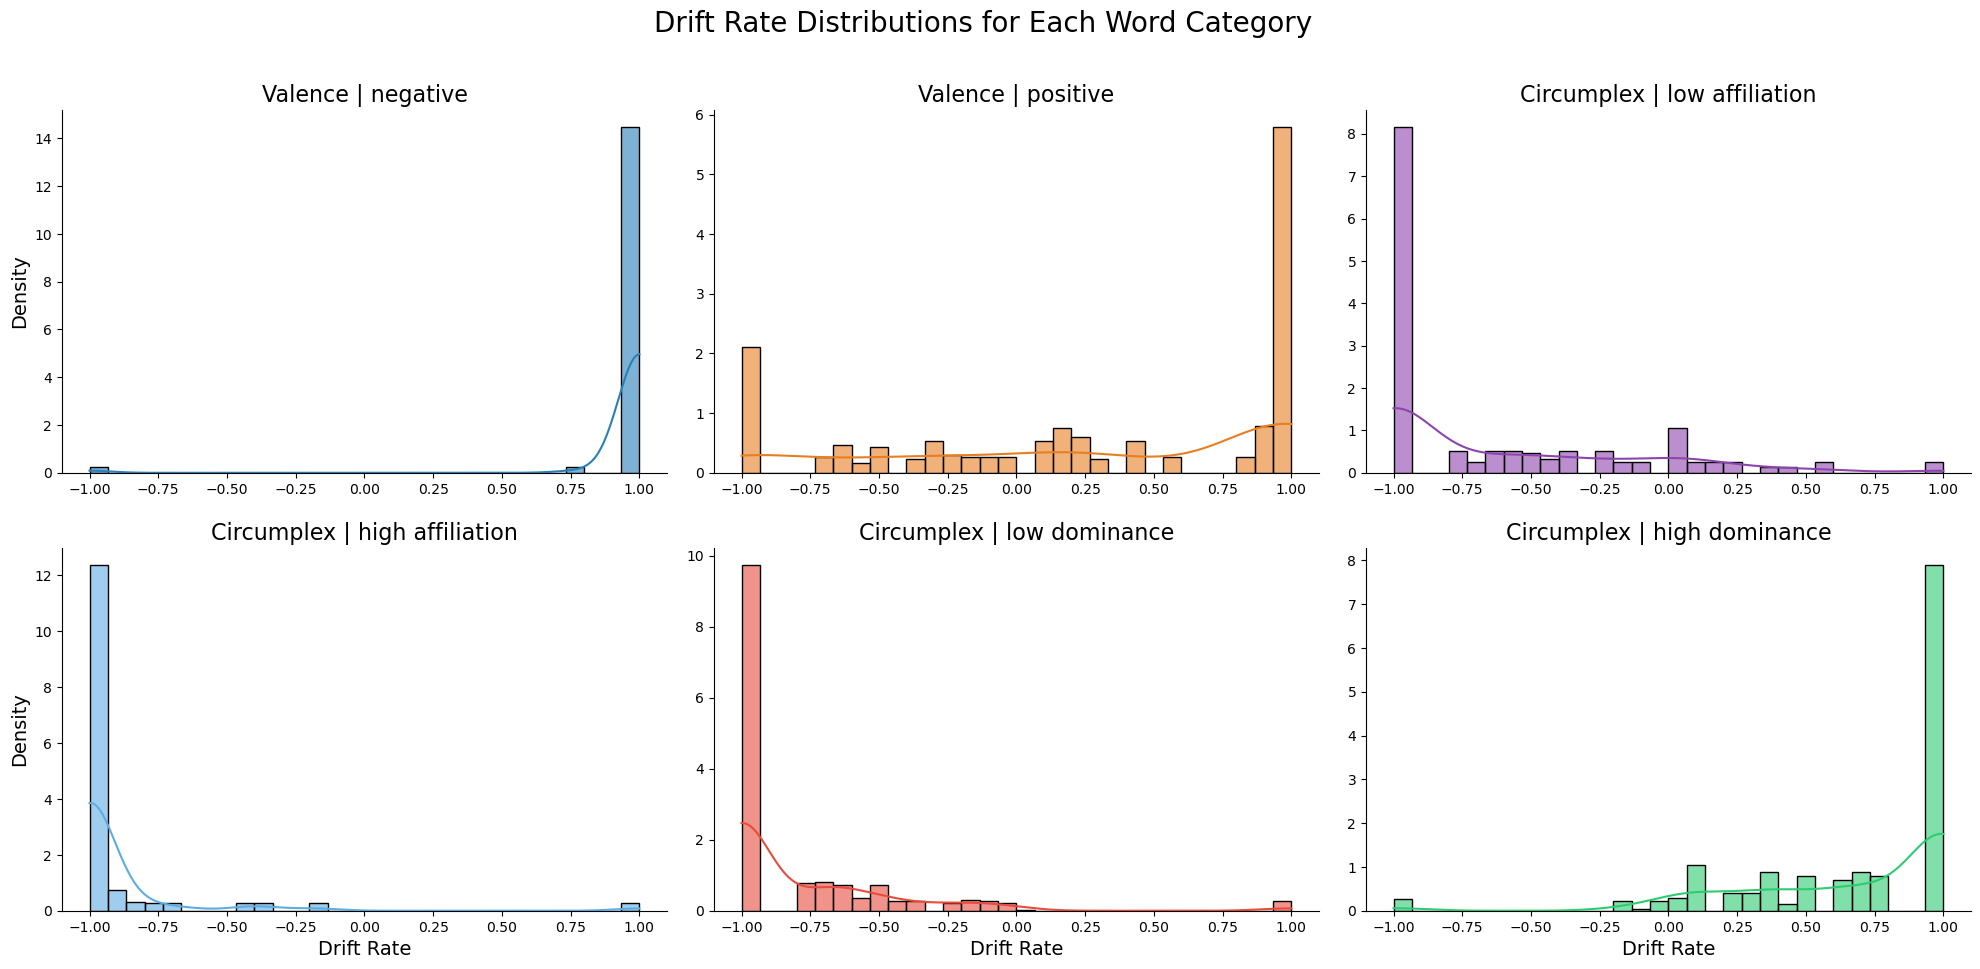 Drift Rate Distributions for Each Word Category
Valence | negative
Density
14
12
10
8
6
4
2
0
−1.00 −0.75 −0.50 −0.25 0.00 0.25 0.50 0.75 1.00
Valence | positive
6
5
4
3
2
1
0
−1.00 −0.75 −0.50 −0.25 0.00 0.25 0.50 0.75 1.00
Circumplex | low affiliation
8
7
6
5
4
3
2
1
0
−1.00 −0.75 −0.50 −0.25 0.00 0.25 0.50 0.75 1.00
Circumplex | high affiliation
Density
12
10
8
6
4
2
0
−1.00 −0.75 −0.50 −0.25 0.00 0.25 0.50 0.75 1.00
Drift Rate
Circumplex | low dominance
10
8
6
4
2
0
−1.00 −0.75 −0.50 −0.25 0.00 0.25 0.50 0.75 1.00
Drift Rate
Circumplex | high dominance
8
7
6
5
4
3
2
1
0
−1.00 −0.75 −0.50 −0.25 0.00 0.25 0.50 0.75 1.00
Drift Rate